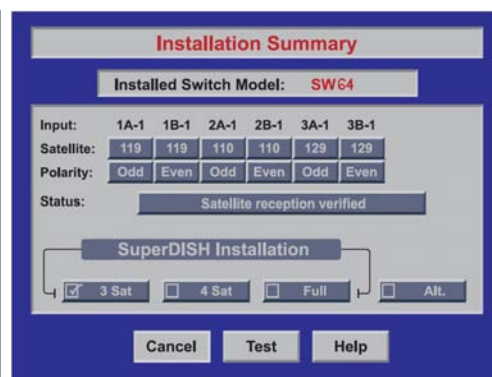 Installation Summary
Installed Switch Model: SW64
Input: 1A-1 1B-1 2A-1 2B-1 3A-1 3B-1
Satellite: 119 119 110 110 129 129
Polarity: Odd Even Odd Even Odd Even
Status: Satellite reception verified
SuperDISH Installation
3 Sat 4 Sat Full Alt.
Cancel Test Help